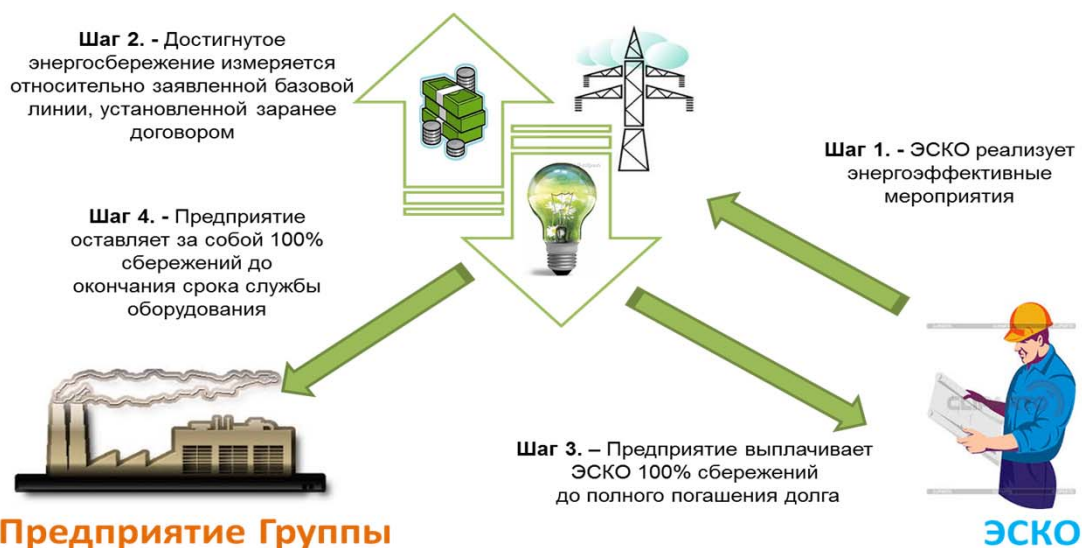 Шаг 2. - Достигнутое
энергосбережение измеряется
относительно заявленной базовой
линии, установленной заранее
договором
Шаг 1. - ЭСКО реализует
энергоэффективные
мероприятия
Шаг 4. - Предприятие
оставляет за собой 100%
сбережений до
окончания срока службы
оборудования
Шаг 3. – Предприятие выплачивает
ЭСКО 100% сбережений
до полного погашения долга
Предприятие Группы
ЭСКО